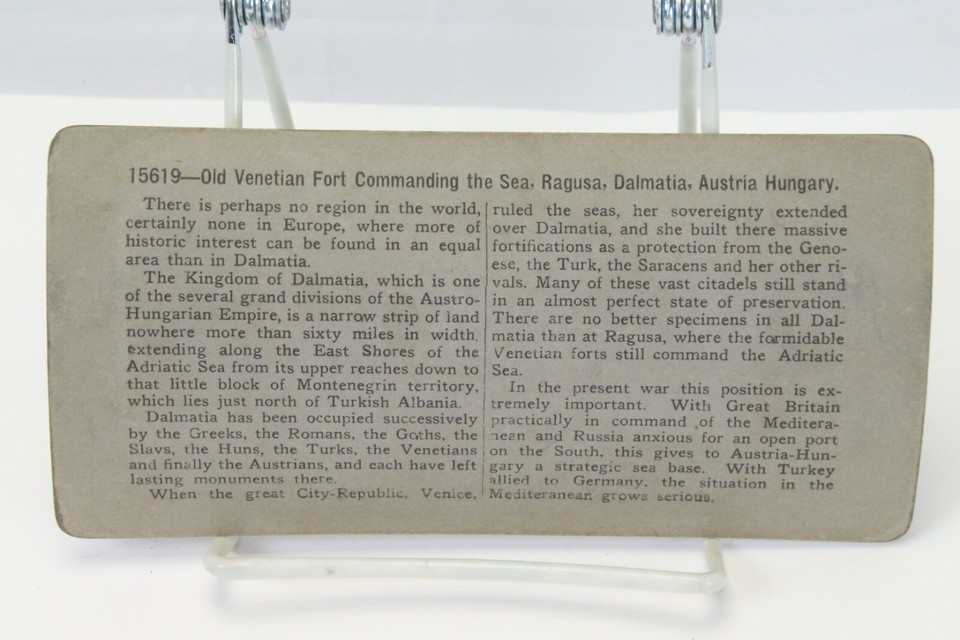 15619—Old Venetian Fort Commanding the Sea, Ragusa, Dalmatia, Austria Hungary.
There is perhaps no region in the world,
certainly none in Europe, where more of
historic interest can be found in an equal
area than in Dalmatia.
The Kingdom of Dalmatia, which is one
of the several grand divisions of the Austro-
Hungarian Empire, is a narrow strip of land
nowhere more than sixty miles in width,
extending along the East Shores of the
Adriatic Sea from its upper reaches down to
that little block of Montenegrin territory,
which lies just north of Turkish Albania.
Dalmatia has been occupied successively
by the Greeks, the Romans, the Goths, the
Slavs, the Huns, the Turks, the Venetians
and finally the Austrians, and each have left
lasting monuments there.
When the great City-Republic, Venice,
ruled the seas, her sovereignty extended
over Dalmatia, and she built there massive
fortifications as a protection from the Geno-
ese, the Turk, the Saracens and her other ri-
vals. Many of these vast citadels still stand
in an almost perfect state of preservation.
There are no better specimens in all Dal-
matia than at Ragusa, where the formidable
Venetian forts still command the Adriatic
Sea.
In the present war this position is ex-
tremely important. With Great Britain
practically in command of the Meditera-
nean and Russia anxious for an open port
on the South, this gives to Austria-Hun-
gary a strategic sea base. With Turkey
allied to Germany, the situation in the
Mediteranean grows serious.